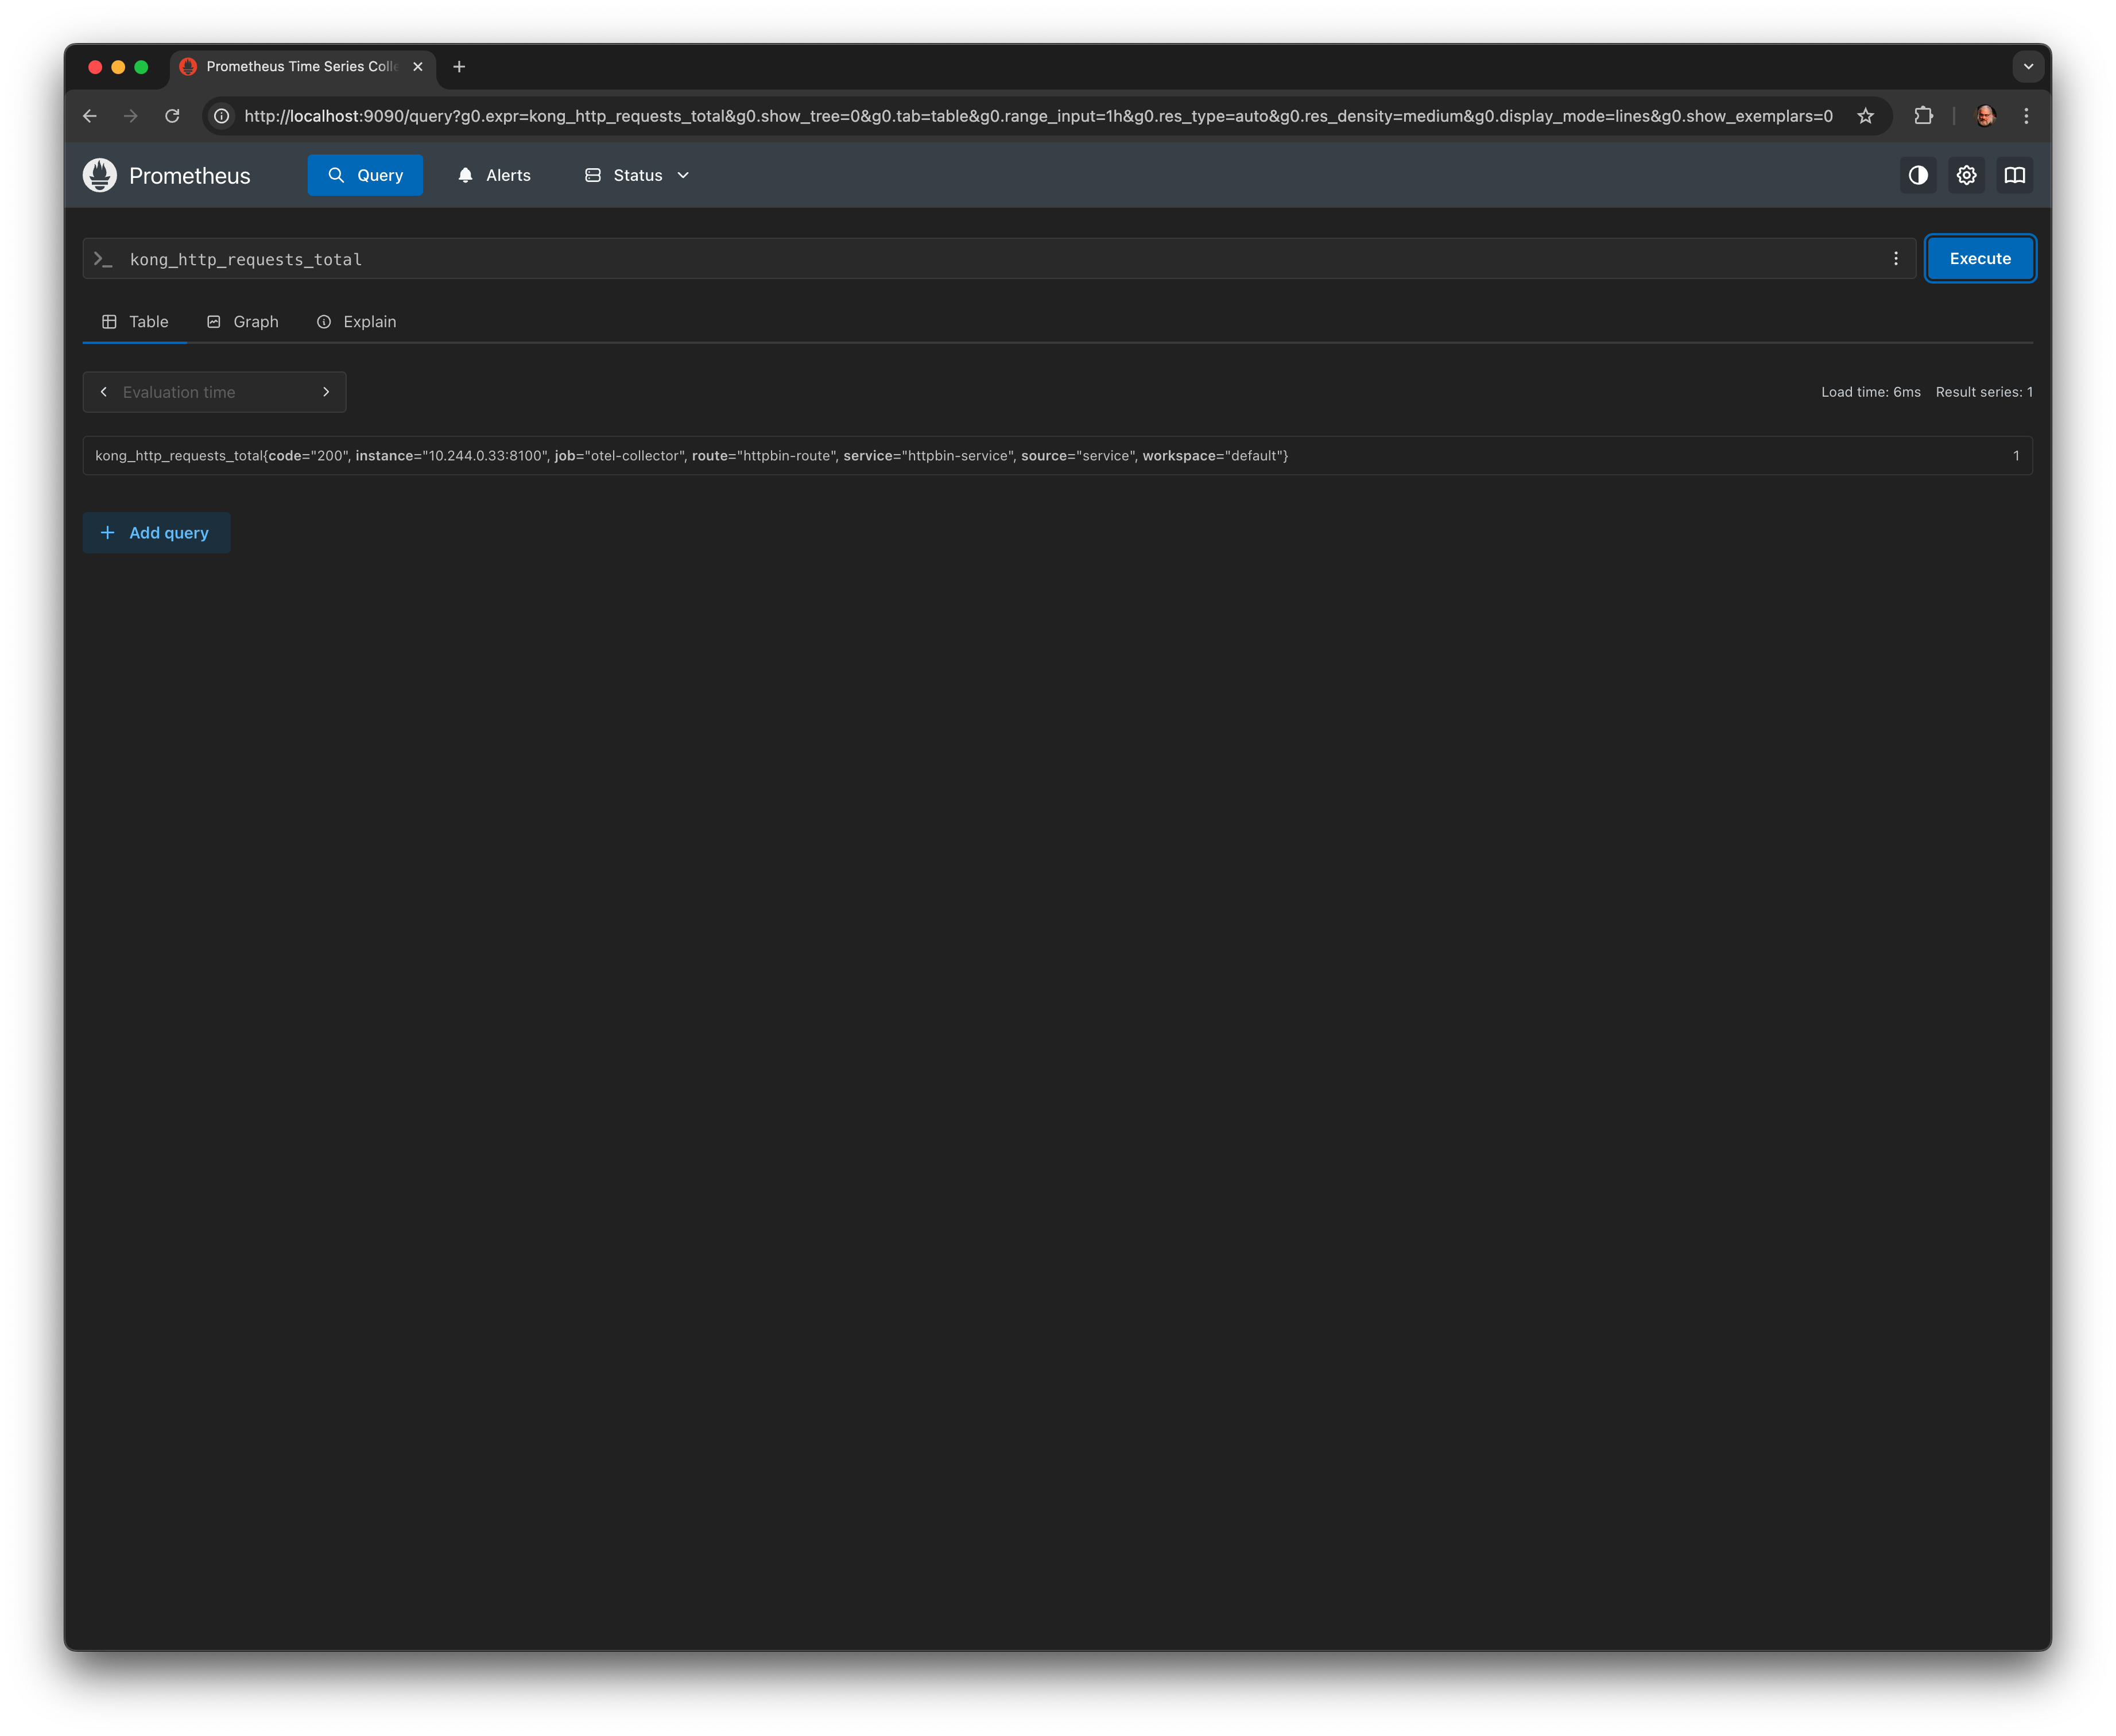 Prometheus Time Series Coll
http://localhost:9090/query?g0.expr=kong_http_requests_total&g0.show_tree=0&g0.tab=table&g0.range_input=1h&g0.res_type=auto&g0.res_density=medium&g0.display_mode=lines&g0.show_exemplars=0
Prometheus Query Alerts Status
>_ kong_http_requests_total Execute
Table Graph Explain
Evaluation time Load time: 6ms Result series: 1
kong_http_requests_total{code="200", instance="10.244.0.33:8100", job="otel-collector", route="httpbin-route", service="httpbin-service", source="service", workspace="default"} 1
Add query